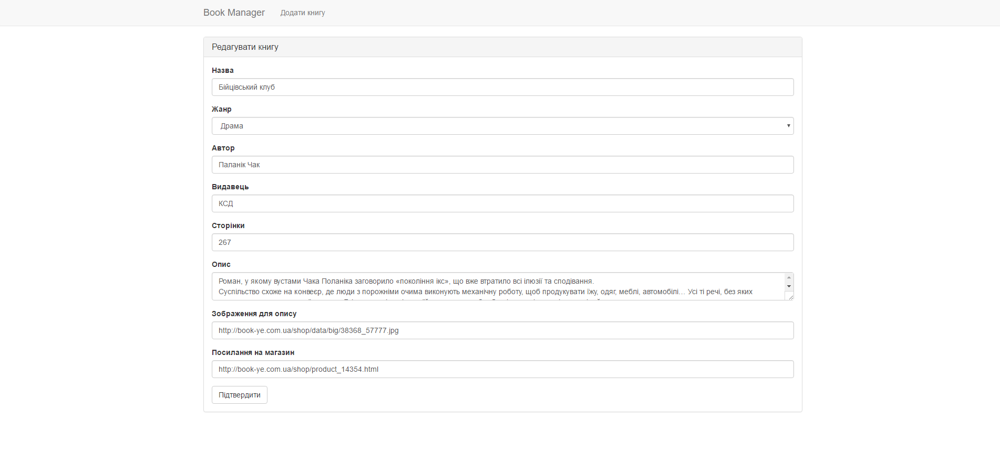 Book Manager Додати книгу
Редагувати книгу
Назва
Бійцівський клуб
Жанр
Драма
Автор
Паланік Чак
Видавець
КСД
Сторінки
267
Опис
Роман, у якому вустами Чака Поланіка заговорило «покоління ікс», що вже втратило всі ілюзії та сподівання.
Суспільство схоже на конвеєр, де люди з порожніми очима виконують механічну роботу, щоб продукувати їжу, одяг, меблі, автомобілі… Усі ті речі, без яких
Зображення для опису
http://book-ye.com.ua/shop/data/big/38368_57777.jpg
Посилання на магазин
http://book-ye.com.ua/shop/product_14354.html
Підтвердити